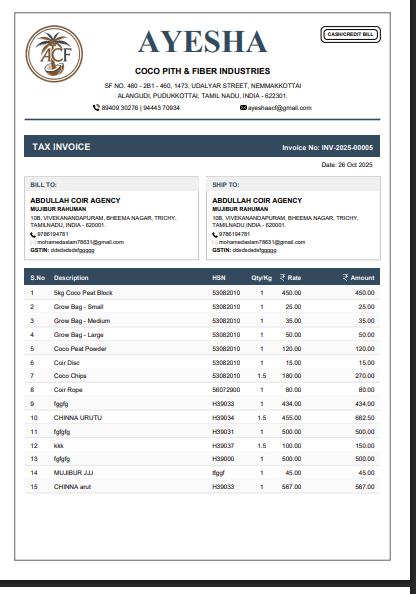 ACF
AYESHA
CASH/CREDIT BILL
COCO PITH & FIBER INDUSTRIES
SF NO. 460 - 2B1 - 460, 1473, UDALYAR STREET, NEMMAKKOTTAI
ALANGUDI, PUDUKKOTTAI, TAMIL NADU, INDIA - 622301.
89409 30276 | 94443 70934 ayeshaacf@gmail.com
TAX INVOICE Invoice No: INV-2025-00005
Date: 26 Oct 2025
BILL TO:
ABDULLAH COIR AGENCY
MUJIBUR RAHUMAN
10B, VIVEKANANDAPURAM, BHEEMA NAGAR, TRICHY,
TAMILNADU,INDIA - 620001.
9786194781
mohamedaslam78631@gmail.com
GSTIN: ddsdsdsfggggg
SHIP TO:
ABDULLAH COIR AGENCY
MUJIBUR RAHUMAN
10B, VIVEKANANDAPURAM, BHEEMA NAGAR, TRICHY,
TAMILNADU,INDIA - 620001.
9786194781
mohamedaslam78631@gmail.com
GSTIN: ddsdsdsfggggg
S.No Description HSN Qty/Kg ₹ Rate ₹ Amount
1 5kg Coco Peat Block 53082010 1 450.00 450.00
2 Grow Bag - Small 53082010 1 25.00 25.00
3 Grow Bag - Medium 53082010 1 35.00 35.00
4 Grow Bag - Large 53082010 1 50.00 50.00
5 Coco Peat Powder 53082010 1 120.00 120.00
6 Coir Disc 53082010 1 15.00 15.00
7 Coco Chips 53082010 1.5 180.00 270.00
8 Coir Rope 56072900 1 80.00 80.00
9 fggfg H39033 1 434.00 434.00
10 CHINNA URUTU H39034 1.5 455.00 682.50
11 fgfgfg H39031 1 500.00 500.00
12 kkk H39037 1.5 100.00 150.00
13 fgfgfg H39000 1 500.00 500.00
14 MUJIBUR JJJ tfggf 1 45.00 45.00
15 CHINNA arut H39033 1 567.00 567.00